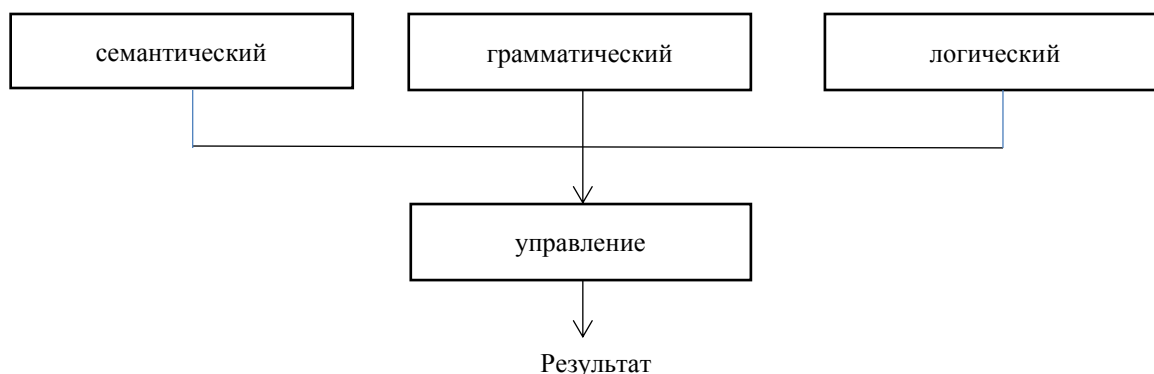 семантический
грамматический
логический
управление
Результат